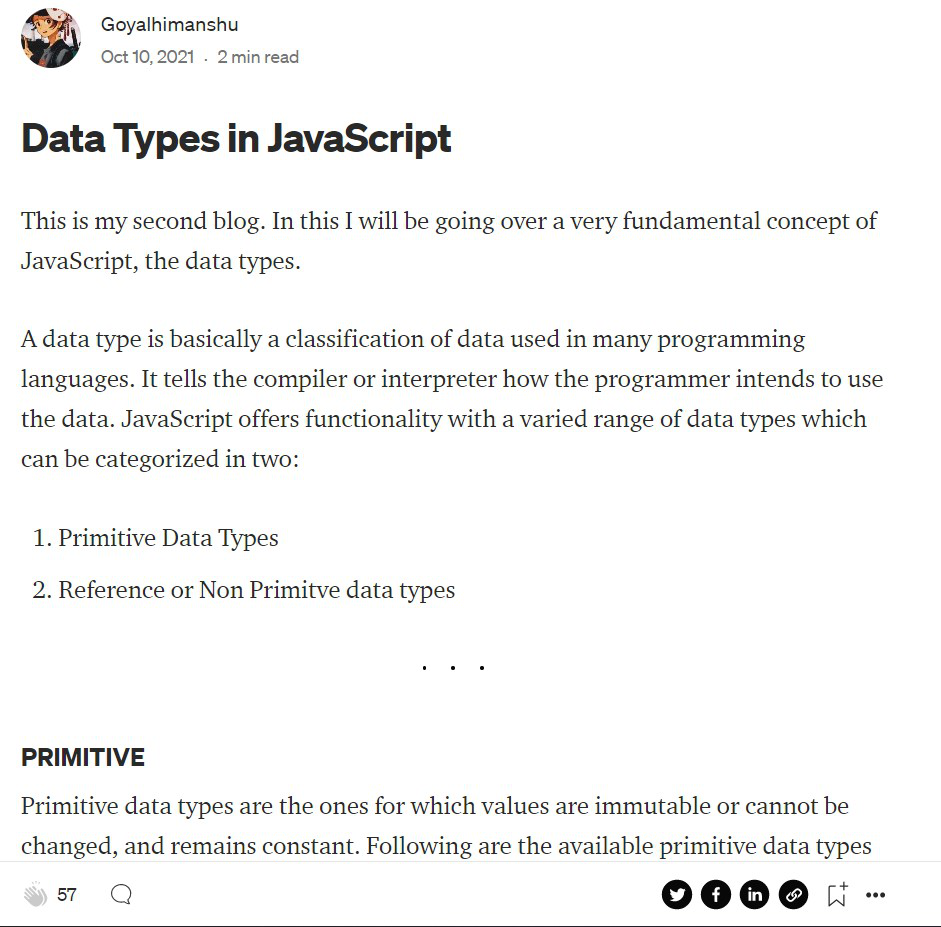 Goyalhimanshu
Oct 10, 2021 · 2 min read
Data Types in JavaScript
This is my second blog. In this I will be going over a very fundamental concept of
JavaScript, the data types.
A data type is basically a classification of data used in many programming
languages. It tells the compiler or interpreter how the programmer intends to use
the data. JavaScript offers functionality with a varied range of data types which
can be categorized in two:
1. Primitive Data Types
2. Reference or Non Primitve data types
. . .
PRIMITIVE
Primitive data types are the ones for which values are immutable or cannot be
changed, and remains constant. Following are the available primitive data types
57